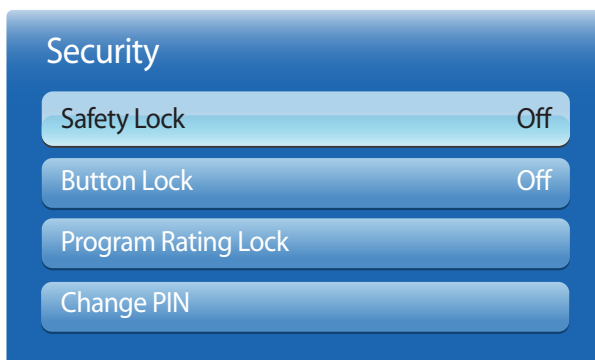 Security
Safety Lock Off
Button Lock Off
Program Rating Lock
Change PIN